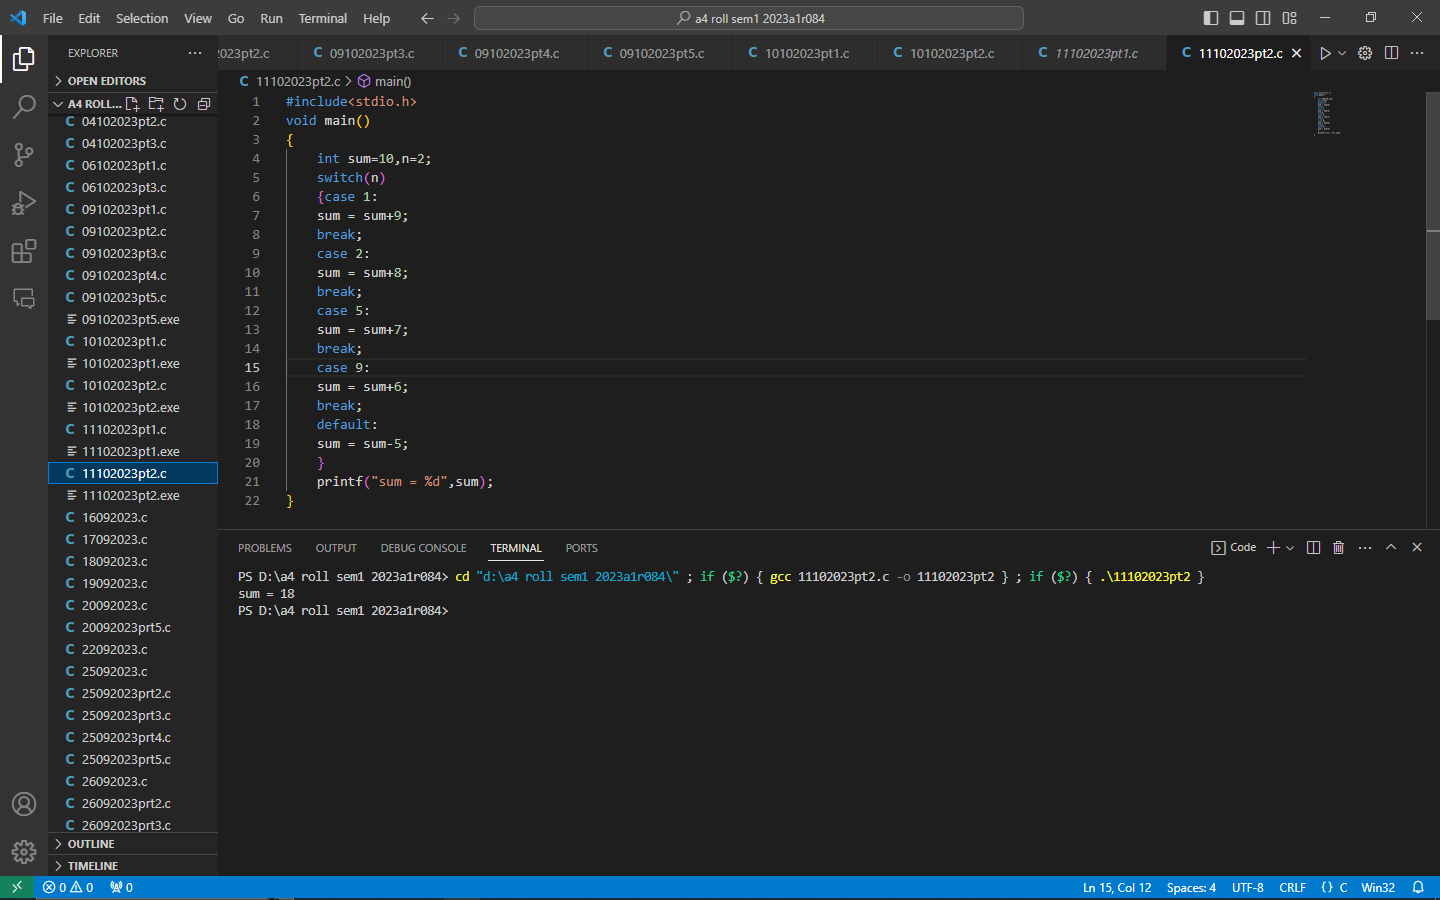 File Edit Selection View Go Run Terminal Help
a4 roll sem1 2023a1r084
EXPLORER
OPEN EDITORS
A4 ROLL...
04102023pt2.c
04102023pt3.c
06102023pt1.c
06102023pt3.c
09102023pt1.c
09102023pt2.c
09102023pt3.c
09102023pt4.c
09102023pt5.c
09102023pt5.exe
10102023pt1.c
10102023pt1.exe
10102023pt2.c
10102023pt2.exe
11102023pt1.c
11102023pt1.exe
11102023pt2.c
11102023pt2.exe
16092023.c
17092023.c
18092023.c
19092023.c
20092023.c
20092023prt5.c
22092023.c
25092023.c
25092023prt2.c
25092023prt3.c
25092023prt4.c
25092023prt5.c
26092023.c
26092023prt2.c
26092023prt3.c
OUTLINE
TIMELINE
2023pt2.c 09102023pt3.c 09102023pt4.c 09102023pt5.c 10102023pt1.c 10102023pt2.c 11102023pt1.c 11102023pt2.c
11102023pt2.c > main()
1 #include<stdio.h>
2 void main()
3 {
4 int sum=10,n=2;
5 switch(n)
6 {case 1:
7 sum = sum+9;
8 break;
9 case 2:
10 sum = sum+8;
11 break;
12 case 5:
13 sum = sum+7;
14 break;
15 case 9:
16 sum = sum+6;
17 break;
18 default:
19 sum = sum-5;
20 }
21 printf("sum = %d",sum);
22 }
PROBLEMS OUTPUT DEBUG CONSOLE TERMINAL PORTS
Code
PS D:\a4 roll sem1 2023a1r084> cd "d:\a4 roll sem1 2023a1r084\" ; if ($?) { gcc 11102023pt2.c -o 11102023pt2 } ; if ($?) { .\11102023pt2 }
sum = 18
PS D:\a4 roll sem1 2023a1r084>
0 0 0
Ln 15, Col 12 Spaces: 4 UTF-8 CRLF {} C Win32